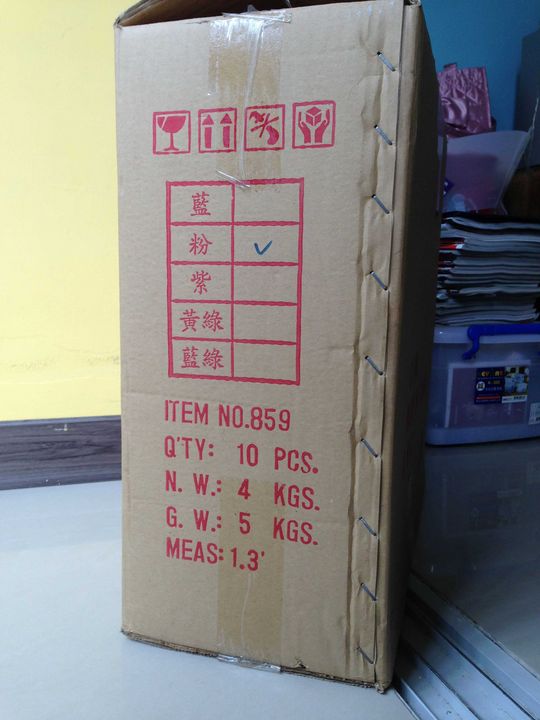 藍
粉 ✓
紫
黃綠
藍綠
ITEM NO.859
Q'TY: 10 PCS.
N. W.: 4 KGS.
G. W.: 5 KGS.
MEAS: 1.3'